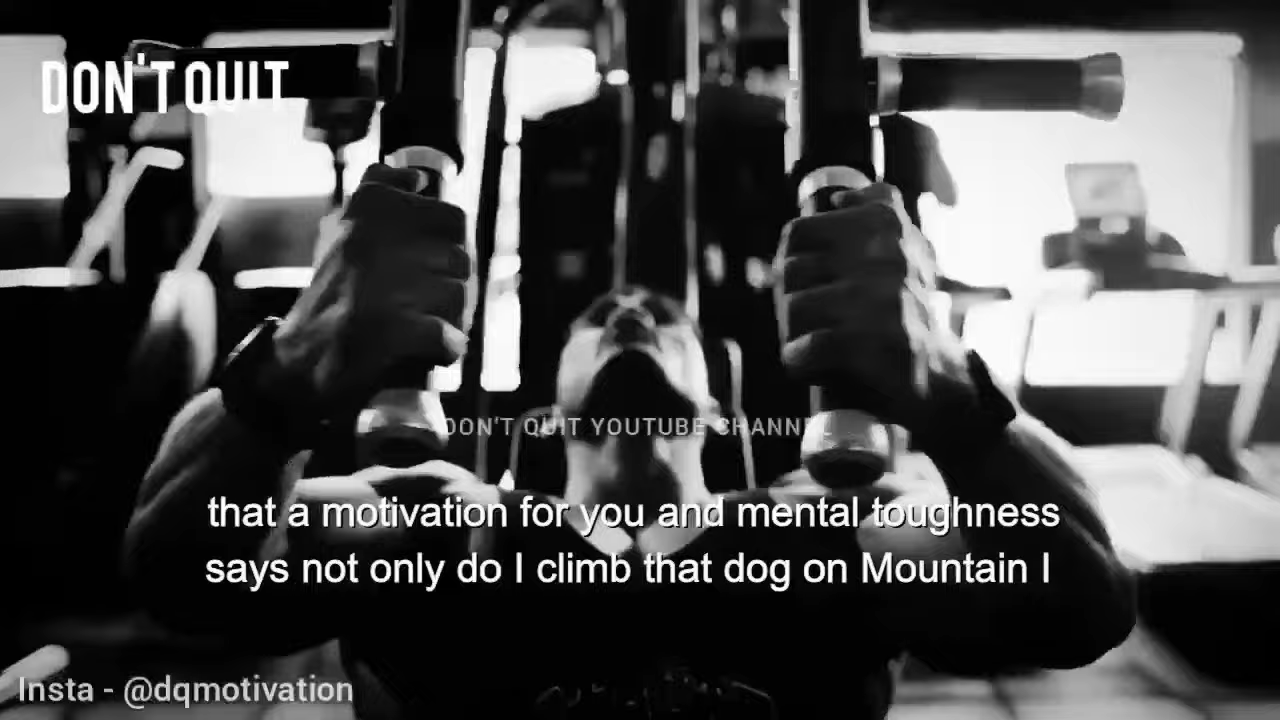 DON'T QUIT
DON'T QUIT YOUTUBE CHANNEL
that a motivation for you and mental toughness
says not only do I climb that dog on Mountain I
Insta - @dqmotivation